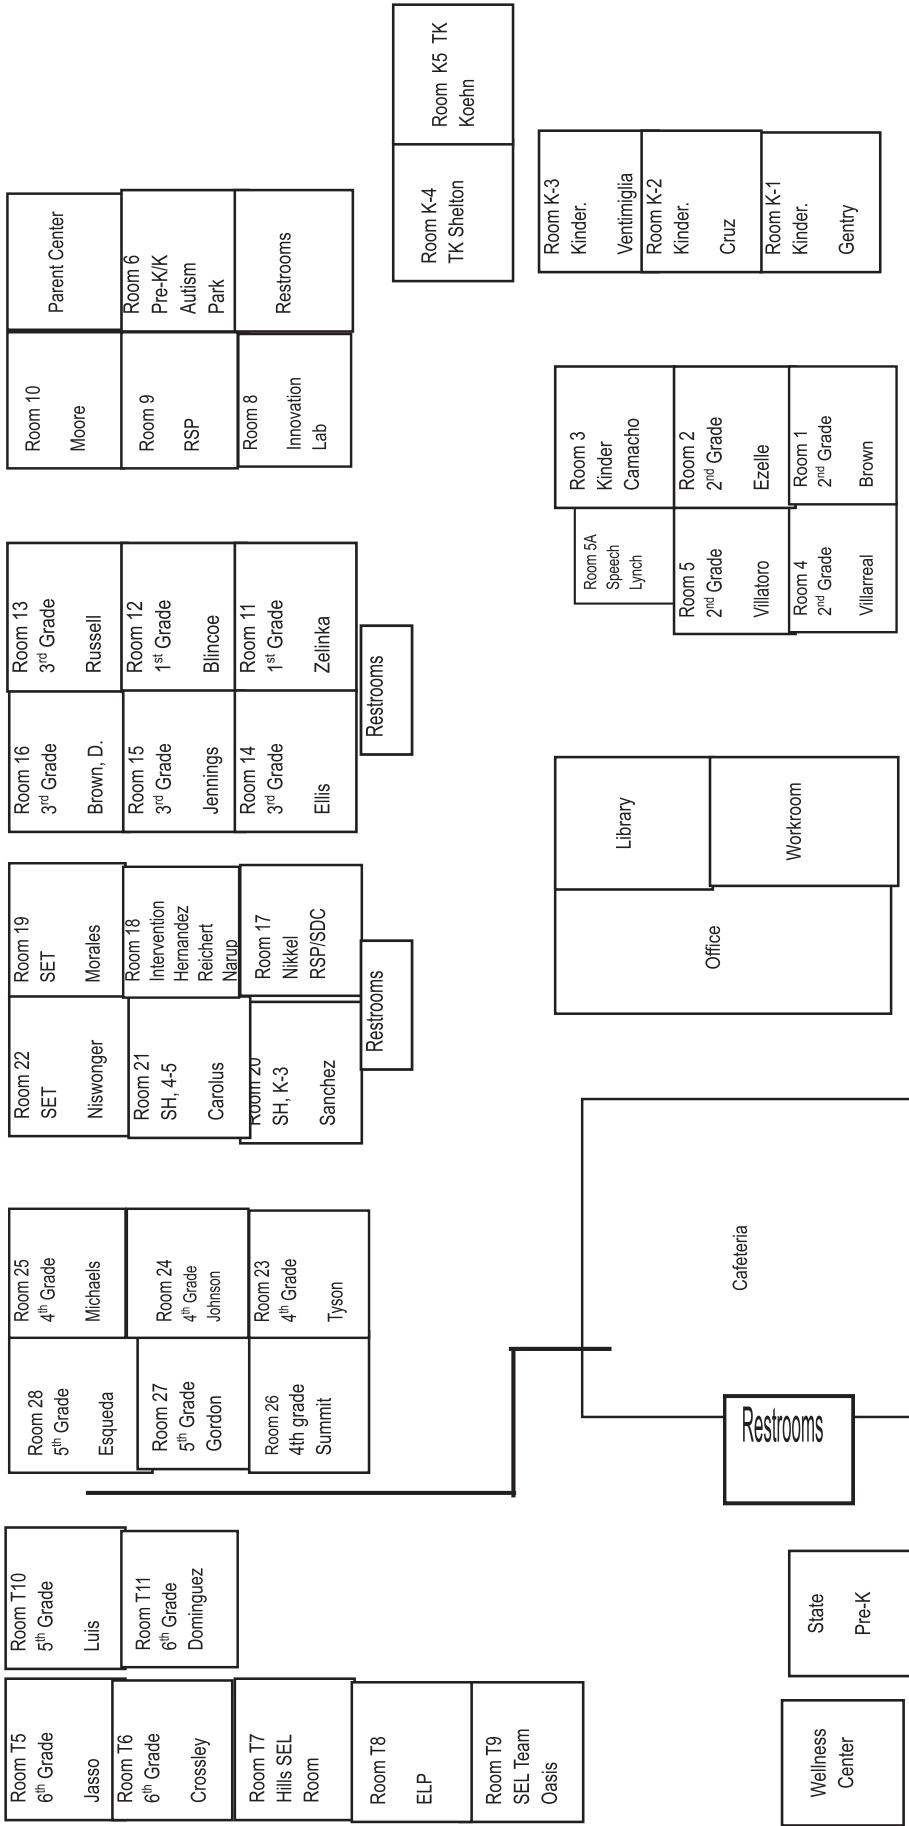 Room T5
6th Grade
Jasso
Room T6
6th Grade
Crossley
Room T7
Hills SEL
Room
Room T8
ELP
Room T9
SEL Team
Oasis
Room T10
5th Grade
Luis
Room T11
6th Grade
Dominguez
Room 28
5th Grade
Esqueda
Room 27
5th Grade
Gordon
Room 26
4th grade
Summit
Room 25
4th Grade
Michaels
Room 24
4th Grade
Johnson
Room 23
4th Grade
Tyson
Room 22
SET
Niswonger
Room 21
SH, 4-5
Carolus
Room 20
SH, K-3
Sanchez
Room 19
SET
Morales
Room 18
Intervention
Hernandez
Reichert
Narup
Room 17
Nikkel
RSP/SDC
Restrooms
Room 16
3rd Grade
Brown, D.
Room 15
3rd Grade
Jennings
Room 14
3rd Grade
Ellis
Room 13
3rd Grade
Russell
Room 12
1st Grade
Blincoe
Room 11
1st Grade
Zelinka
Restrooms
Room 10
Moore
Room 9
RSP
Room 8
Innovation
Lab
Parent Center
Room 6
Pre-K/K
Autism
Park
Restrooms
Room K-4
TK Shelton
Room K5 TK
Koehn
Wellness
Center
State
Pre-K
Restrooms
Cafeteria
Office
Library
Workroom
Room 5A
Speech
Lynch
Room 5
2nd Grade
Villatoro
Room 4
2nd Grade
Villarreal
Room 3
Kinder
Camacho
Room 2
2nd Grade
Ezelle
Room 1
2nd Grade
Brown
Room K-3
Kinder.
Ventimiglia
Room K-2
Kinder.
Cruz
Room K-1
Kinder.
Gentry